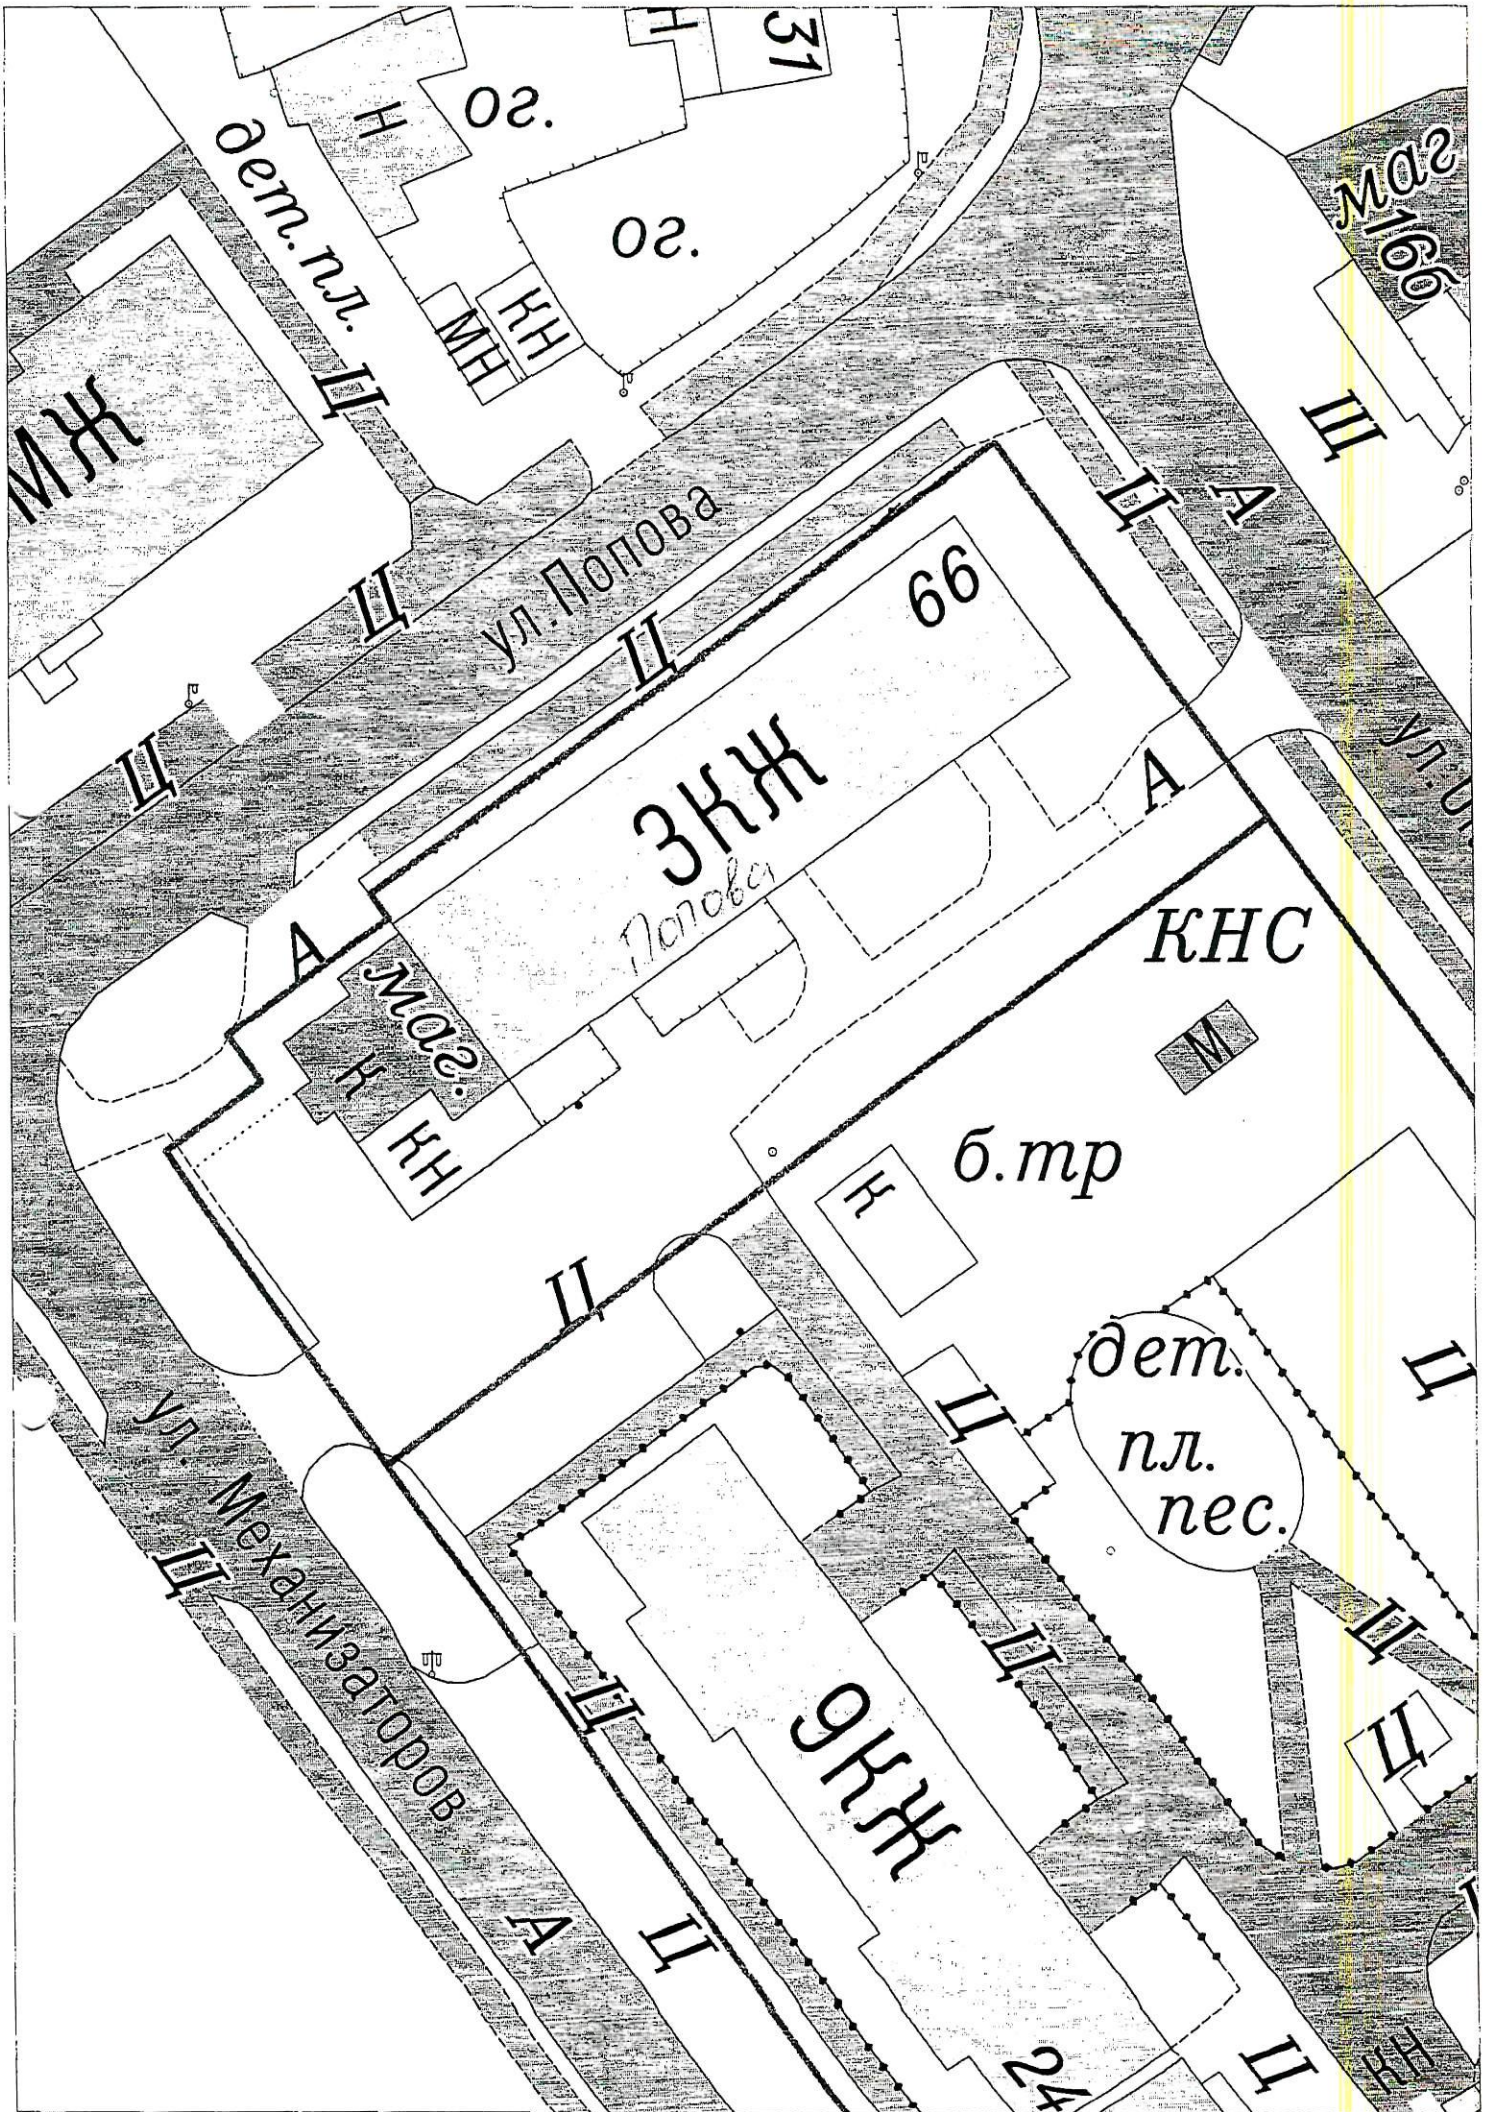 Н
31
Н
ог.
дет.пл.
ог.
маг
16б
КН
МН
Ц
Щ
МЖ
Ц
А
66
Ц
ул.Попова
Ц
Ц
3КЖ
А
Попова
КНС
А
маг.
К
М
КН
б.тр
К
Ц
дет.
Ц
пл.
Ц
пес.
ул. Механизаторов
Ц
Ц
Ц
Ц
Ц
9КЖ
А
Ц
24
Ц
КН